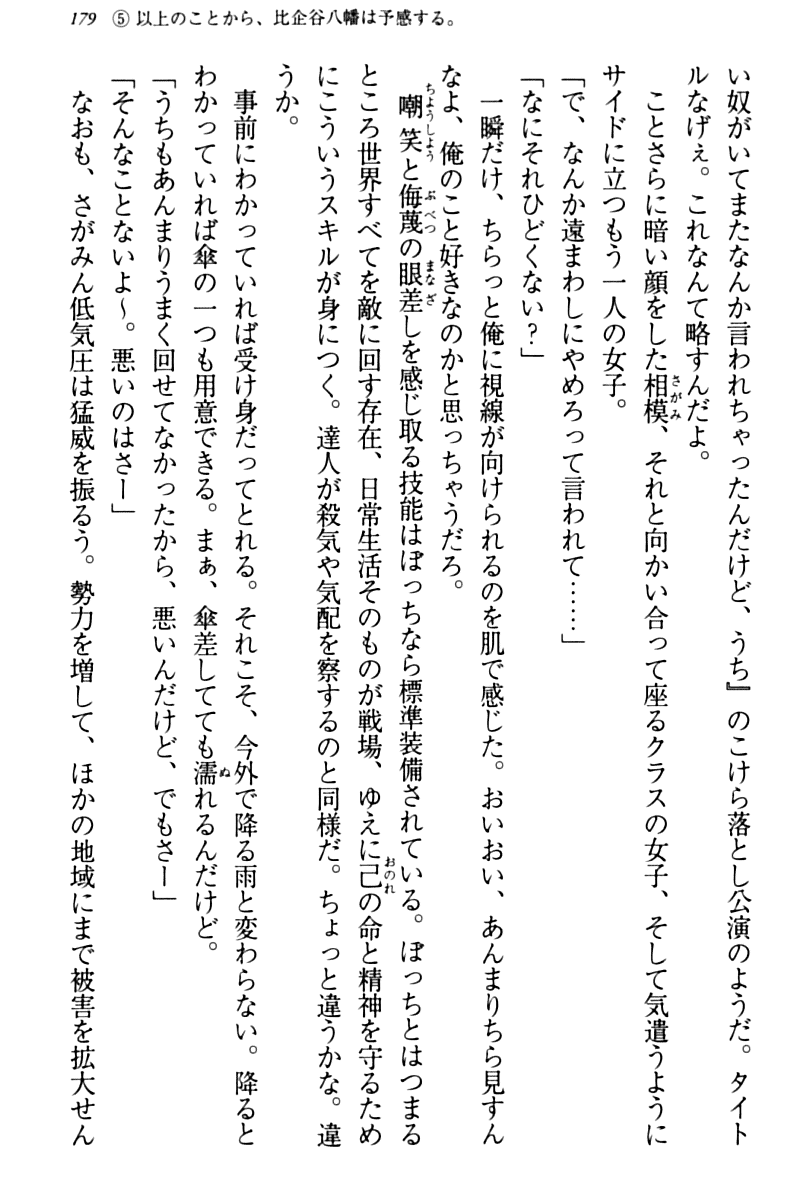 179 ⑤ 以上のことから、比企谷八幡は予感する。
い奴がいてまたなんか言われちゃったんだけど、うち』のこけら落とし公演のようだ。タイト
ルなげぇ。これなんて略すんだよ。
　ことさらに暗い顔をした相模、それと向かい合って座るクラスの女子、そして気遣うように
サイドに立つもう一人の女子。
「で、なんか遠まわしにやめろって言われて……」
「なにそれひどくない？」
　一瞬だけ、ちらっと俺に視線が向けられるのを肌で感じた。おいおい、あんまりちら見すん
なよ、俺のこと好きなのかと思っちゃうだろ。
　嘲笑と侮蔑の眼差しを感じ取る技能はぼっちなら標準装備されている。ぼっちとはつまる
ところ世界すべてを敵に回す存在、日常生活そのものが戦場、ゆえに己の命と精神を守るため
にこういうスキルが身につく。達人が殺気や気配を察するのと同様だ。ちょっと違うかな。違
うか。
　事前にわかっていれば受け身だってとれる。それこそ、今外で降る雨と変わらない。降ると
わかっていれば傘の一つも用意できる。まぁ、傘差してても濡れるんだけど。
「うちもあんまりうまく回せてなかったから、悪いんだけど、でもさー」
「そんなことないよ～。悪いのはさー」
　なおも、さがみん低気圧は猛威を振るう。勢力を増して、ほかの地域にまで被害を拡大せん